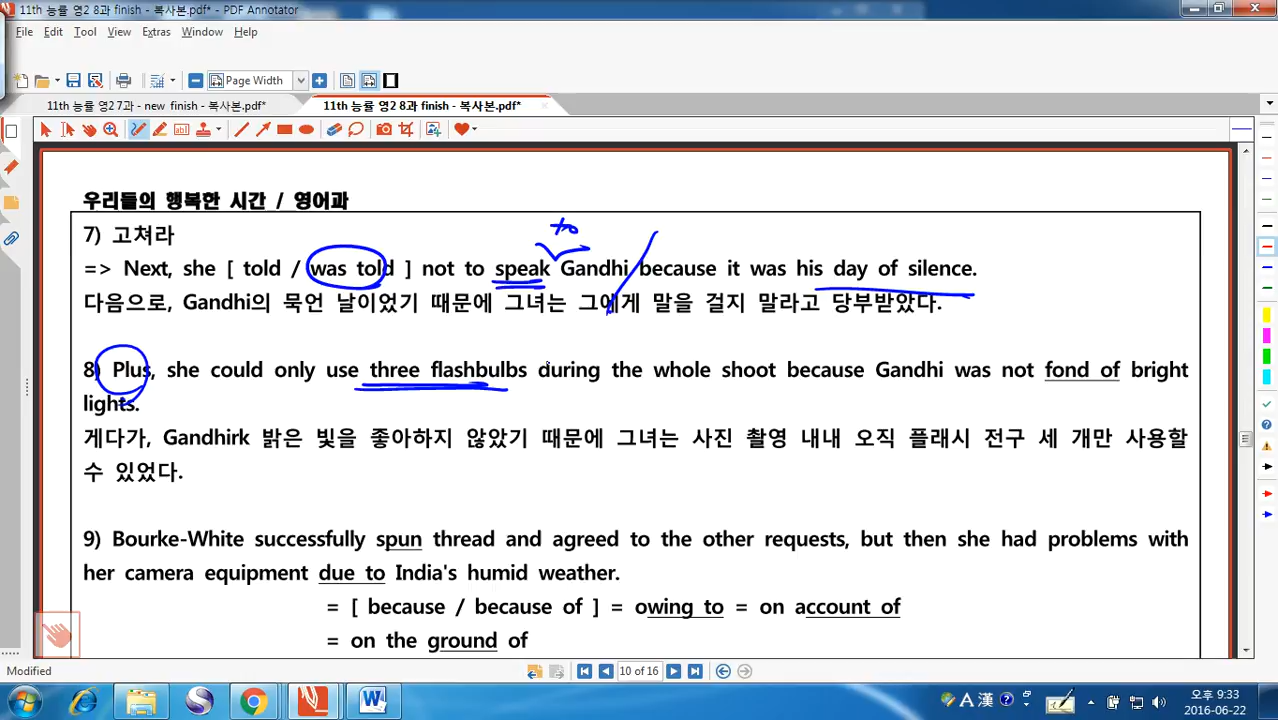 11th 능률 영2 8과 finish - 복사본.pdf* - PDF Annotator
File Edit Tool View Extras Window Help
Page Width
11th 능률 영2 7과 - new finish - 복사본.pdf*
11th 능률 영2 8과 finish - 복사본.pdf*
우리들의 행복한 시간 / 영어과
7) 고쳐라
to
=> Next, she [ told / was told ] not to speak Gandhi because it was his day of silence.
다음으로, Gandhi의 묵언 날이었기 때문에 그녀는 그에게 말을 걸지 말라고 당부받았다.
8) Plus, she could only use three flashbulbs during the whole shoot because Gandhi was not fond of bright
lights.
게다가, Gandhirk 밝은 빛을 좋아하지 않았기 때문에 그녀는 사진 촬영 내내 오직 플래시 전구 세 개만 사용할
수 있었다.
9) Bourke-White successfully spun thread and agreed to the other requests, but then she had problems with
her camera equipment due to India's humid weather.
= [ because / because of ] = owing to = on account of
= on the ground of
Modified
10 of 16
A 漢
오후 9:33
2016-06-22